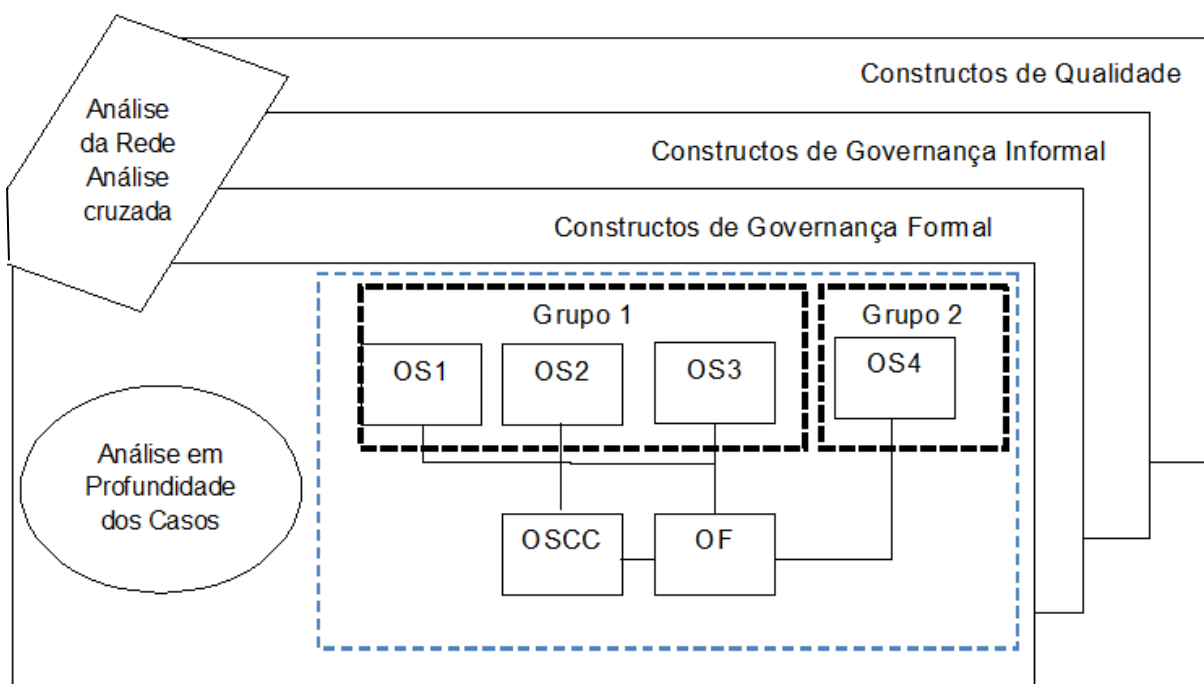 Constructos de Qualidade
Análise
da Rede
Análise
cruzada
Constructos de Governança Informal
Constructos de Governança Formal
Grupo 1
Grupo 2
OS1
OS2
OS3
OS4
Análise em
Profundidade
dos Casos
OSCC
OF